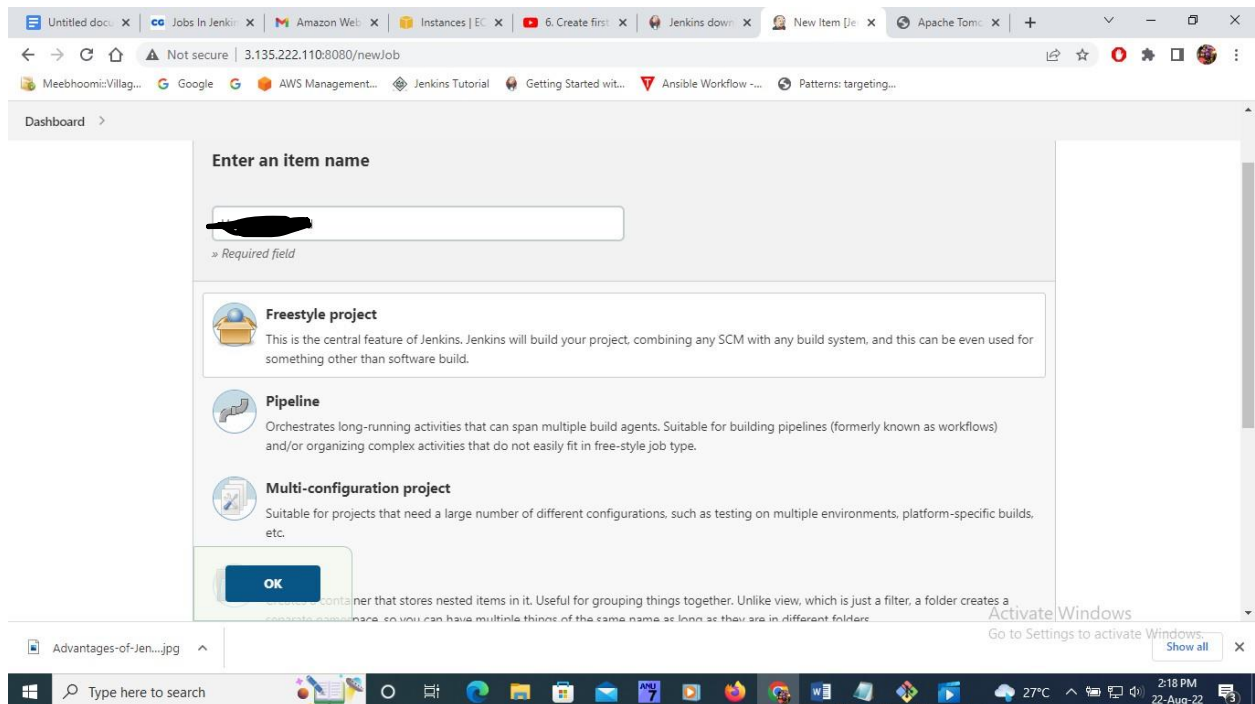 Untitled docu
Jobs In Jenkin
Amazon Web
Instances | EC
6. Create first
Jenkins down
New Item [Je
Apache Tomc
Not secure | 3.135.222.110:8080/newJob
Meebhoomi::Villag...
Google
AWS Management...
Jenkins Tutorial
Getting Started wit...
Ansible Workflow -...
Patterns: targeting...
Dashboard >
Enter an item name
» Required field
Freestyle project
This is the central feature of Jenkins. Jenkins will build your project, combining any SCM with any build system, and this can be even used for
something other than software build.
Pipeline
Orchestrates long-running activities that can span multiple build agents. Suitable for building pipelines (formerly known as workflows)
and/or organizing complex activities that do not easily fit in free-style job type.
Multi-configuration project
Suitable for projects that need a large number of different configurations, such as testing on multiple environments, platform-specific builds,
etc.
OK
Creates a container that stores nested items in it. Useful for grouping things together. Unlike view, which is just a filter, a folder creates a
separate namespace, so you can have multiple things of the same name as long as they are in different folders.
Activate Windows
Go to Settings to activate Windows.
Advantages-of-Jen....jpg
Show all
Type here to search
27°C
2:18 PM
22-Aug-22